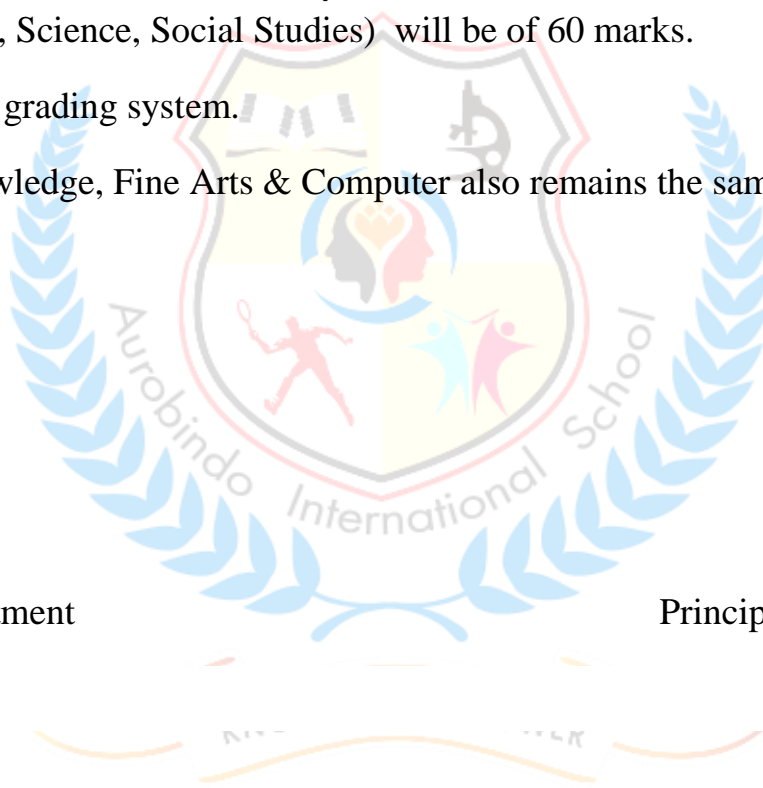 , Science, Social Studies) will be of 60 marks.
grading system.
wledge, Fine Arts & Computer also remains the sam
Aurobindo International School
tment Princip